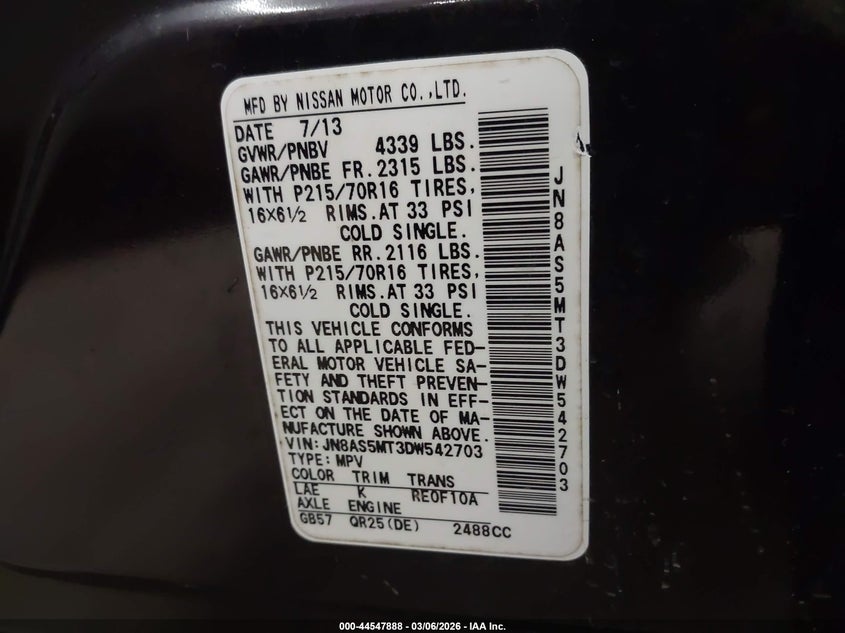 MFD BY NISSAN MOTOR CO.,LTD.
DATE 7/13
GVWR/PNBV 4339 LBS.
GAWR/PNBE FR.2315 LBS.
WITH P215/70R16 TIRES,
16×6½ RIMS.AT 33 PSI
COLD SINGLE.
GAWR/PNBE RR.2116 LBS.
WITH P215/70R16 TIRES,
16×6½ RIMS.AT 33 PSI
COLD SINGLE.
THIS VEHICLE CONFORMS
TO ALL APPLICABLE FED-
ERAL MOTOR VEHICLE SA-
FETY AND THEFT PREVEN-
TION STANDARDS IN EFF-
ECT ON THE DATE OF MA-
NUFACTURE SHOWN ABOVE.
VIN:JN8AS5MT3DW542703
TYPE:MPV
COLOR TRIM TRANS
LAE K RE0F10A
AXLE ENGINE
GB57 QR25(DE) 2488CC
JN8AS5MT3DW542703
000-44547888 | 03/06/2026 - IAA Inc.